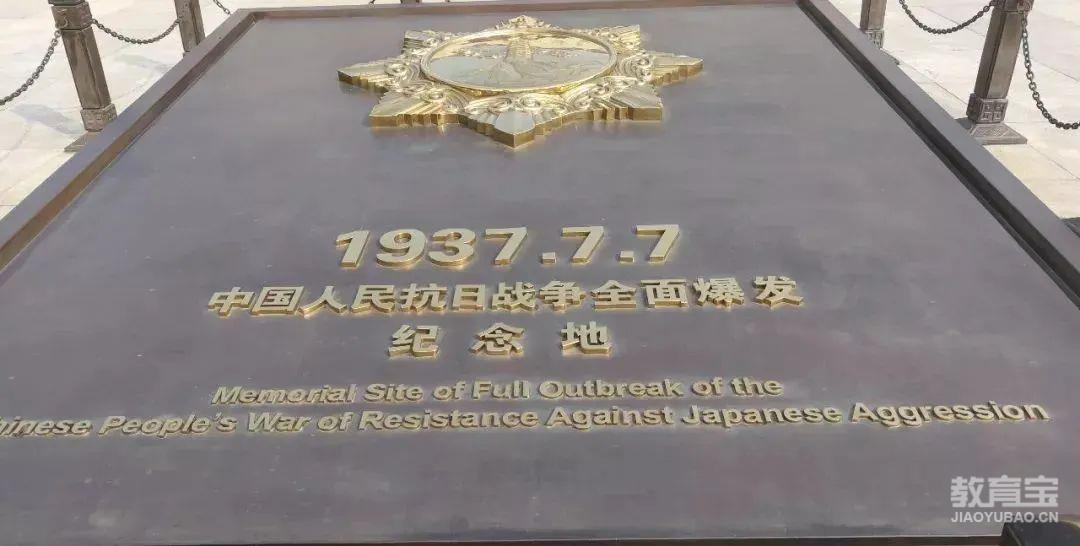 1937.7.7
中国人民抗日战争全面爆发
纪念地
Memorial Site of Full Outbreak of the
Chinese People's War of Resistance Against Japanese Aggression
教育宝
JIAOYUBAO.CN